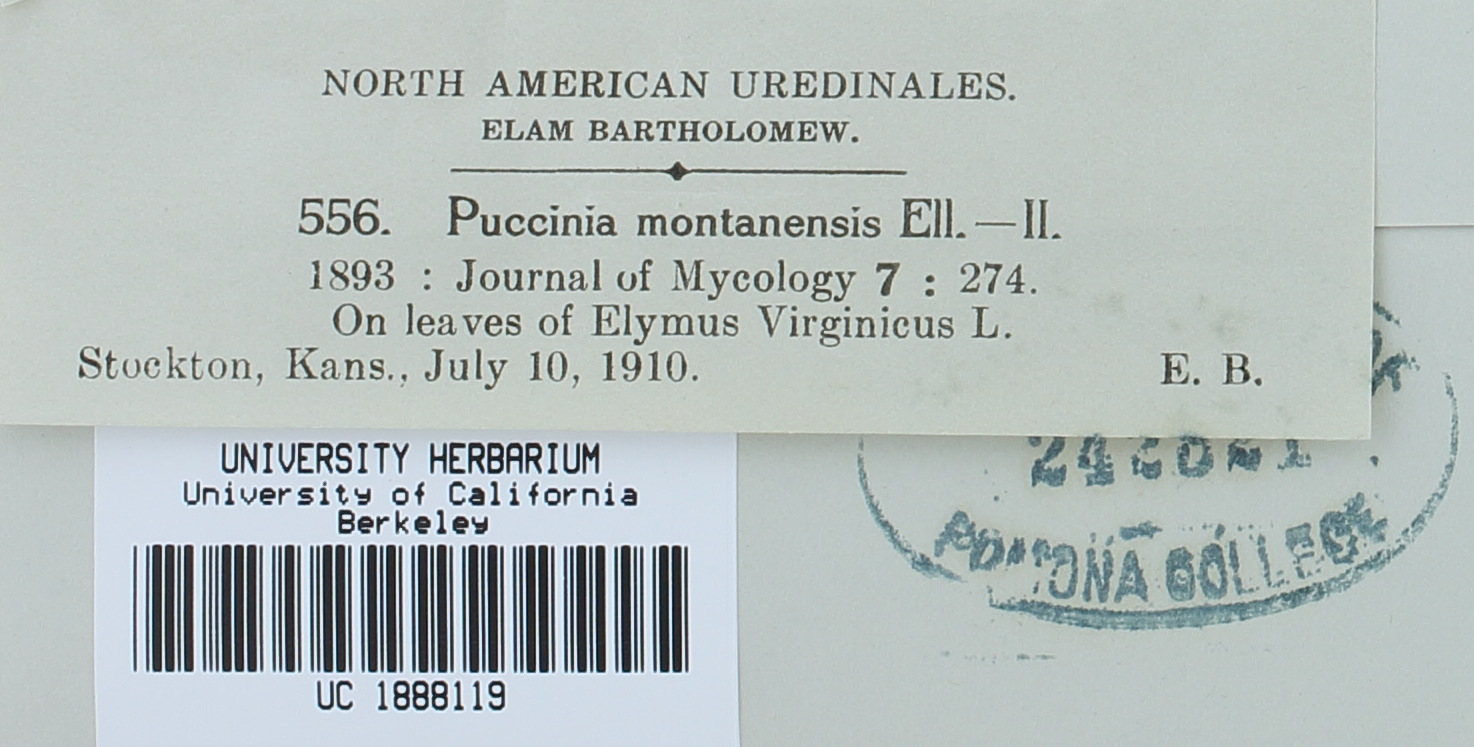 NORTH AMERICAN UREDINALES.
ELAM BARTHOLOMEW.
556. Puccinia montanensis Ell.—II.
1893 : Journal of Mycology 7 : 274.
On leaves of Elymus Virginicus L.
Stockton, Kans., July 10, 1910. E. B.
UNIVERSITY HERBARIUM
University of California
Berkeley
UC 1888119
POMONA COLLEGE